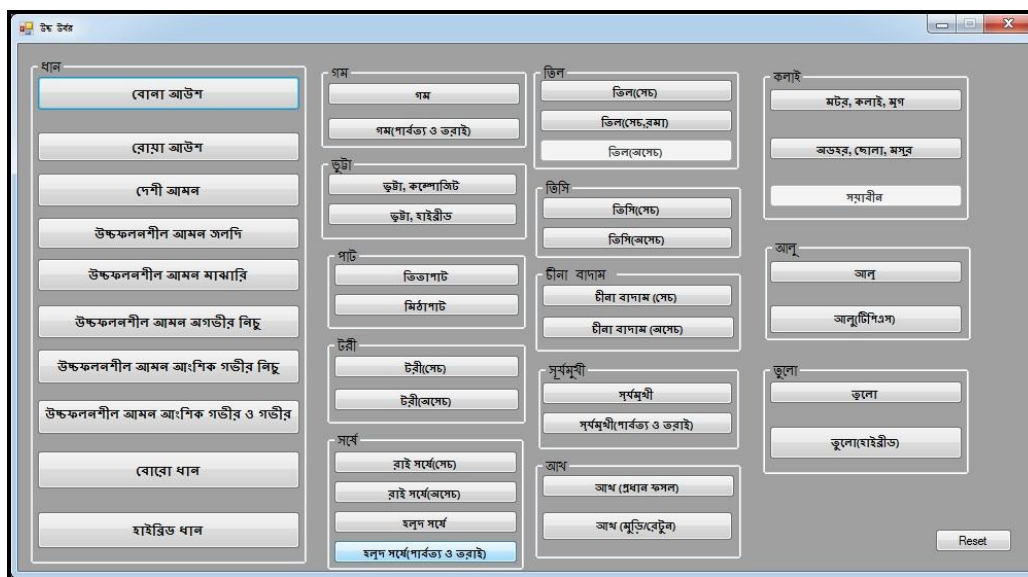 উচ্চ উর্বর
ধান
বোনা আউশ
রোয়া আউশ
দেশী আমন
উচ্চফলনশীল আমন জলদি
উচ্চফলনশীল আমন মাঝারি
উচ্চফলনশীল আমন অগভীর নিচু
উচ্চফলনশীল আমন আংশিক গভীর নিচু
উচ্চফলনশীল আমন আংশিক গভীর ও গভীর
বোরো ধান
হাইব্রিড ধান
গম
গম
গম(পার্বত্য ও তরাই)
ভুট্টা
ভুট্টা, কম্পোজিট
ভুট্টা, হাইব্রীড
পাট
তিতাপাট
মিঠাপাট
টরী
টরী(সেচ)
টরী(অসেচ)
সর্ষে
রাই সর্ষে(সেচ)
রাই সর্ষে(অসেচ)
হলুদ সর্ষে
হলুদ সর্ষে(পার্বত্য ও তরাই)
তিল
তিল(সেচ)
তিল(সেচ,রমা)
তিল(অসেচ)
তিসি
তিসি(সেচ)
তিসি(অসেচ)
চীনা বাদাম
চীনা বাদাম (সেচ)
চীনা বাদাম (অসেচ)
সূর্যমুখী
সূর্যমুখী
সূর্যমুখী(পার্বত্য ও তরাই)
আখ
আখ (প্রধান ফসল)
আখ (মুড়ি/রেটুন)
কলাই
মটর, কলাই, মুগ
অড়হর, ছোলা, মসুর
সয়াবীন
আলু
আলু
আলু(টিপিএস)
তুলো
তুলো
তুলো(হাইব্রীড)
Reset